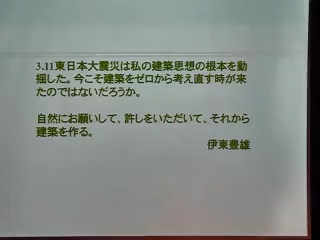 3.11東日本大震災は私の建築思想の根本を動
揺した。今こそ建築をゼロから考え直す時が来
たのではないだろうか。
自然にお願いして、許しをいただいて、それから
建築を作る。
伊東豊雄